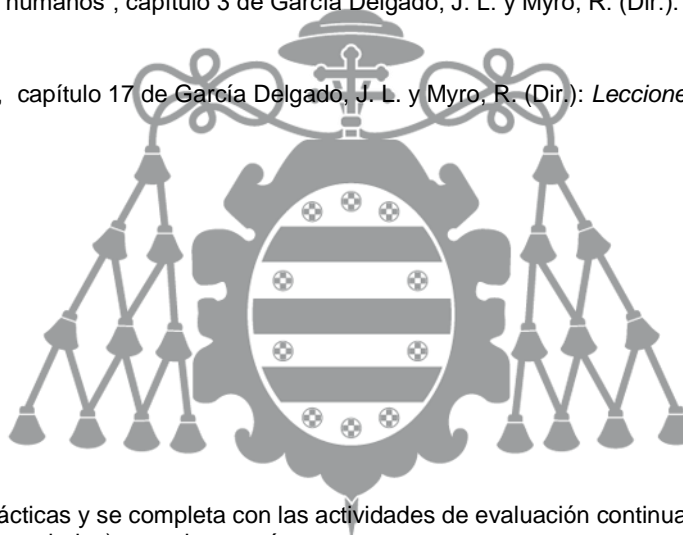 humanos", capítulo 3 de García Delgado, J. L. y Myro, R. (Dir.):
, capítulo 17 de García Delgado, J. L. y Myro, R. (Dir.): Leccione
ácticas y se completa con las actividades de evaluación continua